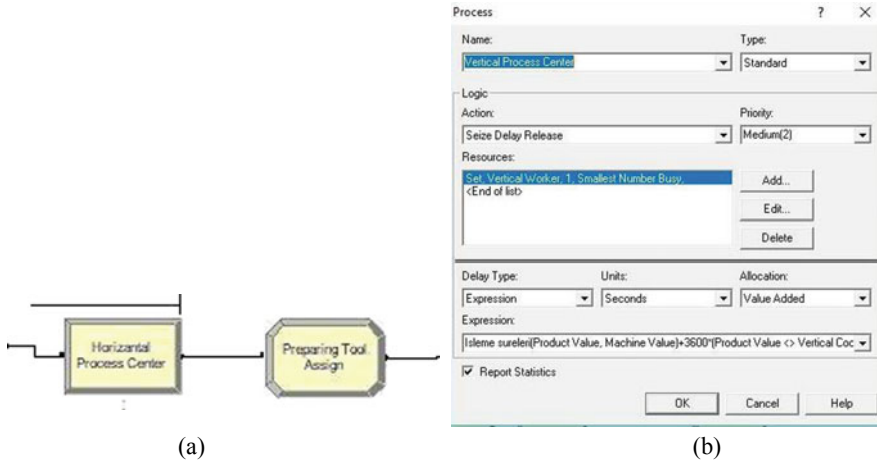 Horizantal
Process Center
Preparing Tool
Assign
(a)
Process
? X
Name:
Type:
Vertical Process Center
Standard
Logic
Action:
Priority:
Seize Delay Release
Medium(2)
Resources:
Set, Vertical Worker, 1, Smallest Number Busy,
<End of list>
Add...
Edit...
Delete
Delay Type:
Units:
Allocation:
Expression
Seconds
Value Added
Expression:
Isleme sureleri(Product Value, Machine Value)+3600*(Product Value <> Vertical Coc
Report Statistics
OK
Cancel
Help
(b)